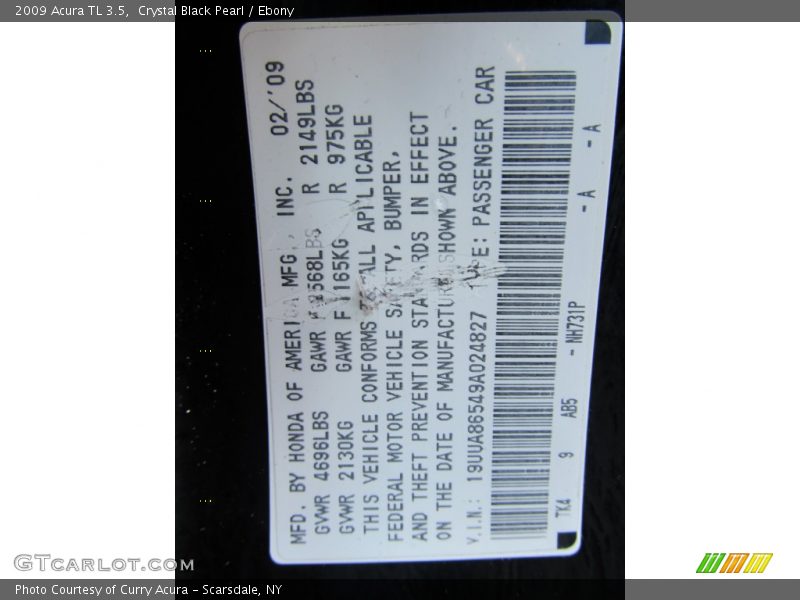 2009 Acura TL 3.5,  Crystal Black Pearl / Ebony
MFD. BY HONDA OF AMERICA MFG., INC. 02/'09
GVWR 4696LBS GAWR F 2568LBS R 2149LBS
GVWR 2130KG GAWR F 1165KG R 975KG
THIS VEHICLE CONFORMS TO ALL APPLICABLE
FEDERAL MOTOR VEHICLE SAFETY, BUMPER,
AND THEFT PREVENTION STANDARDS IN EFFECT
ON THE DATE OF MANUFACTURE SHOWN ABOVE.
V.I.N.: 19UUA86549A024827 TYPE: PASSENGER CAR
TK4 9 AB5 - NH731P - A - A
GTCARLOT.COM
Photo Courtesy of Curry Acura - Scarsdale, NY